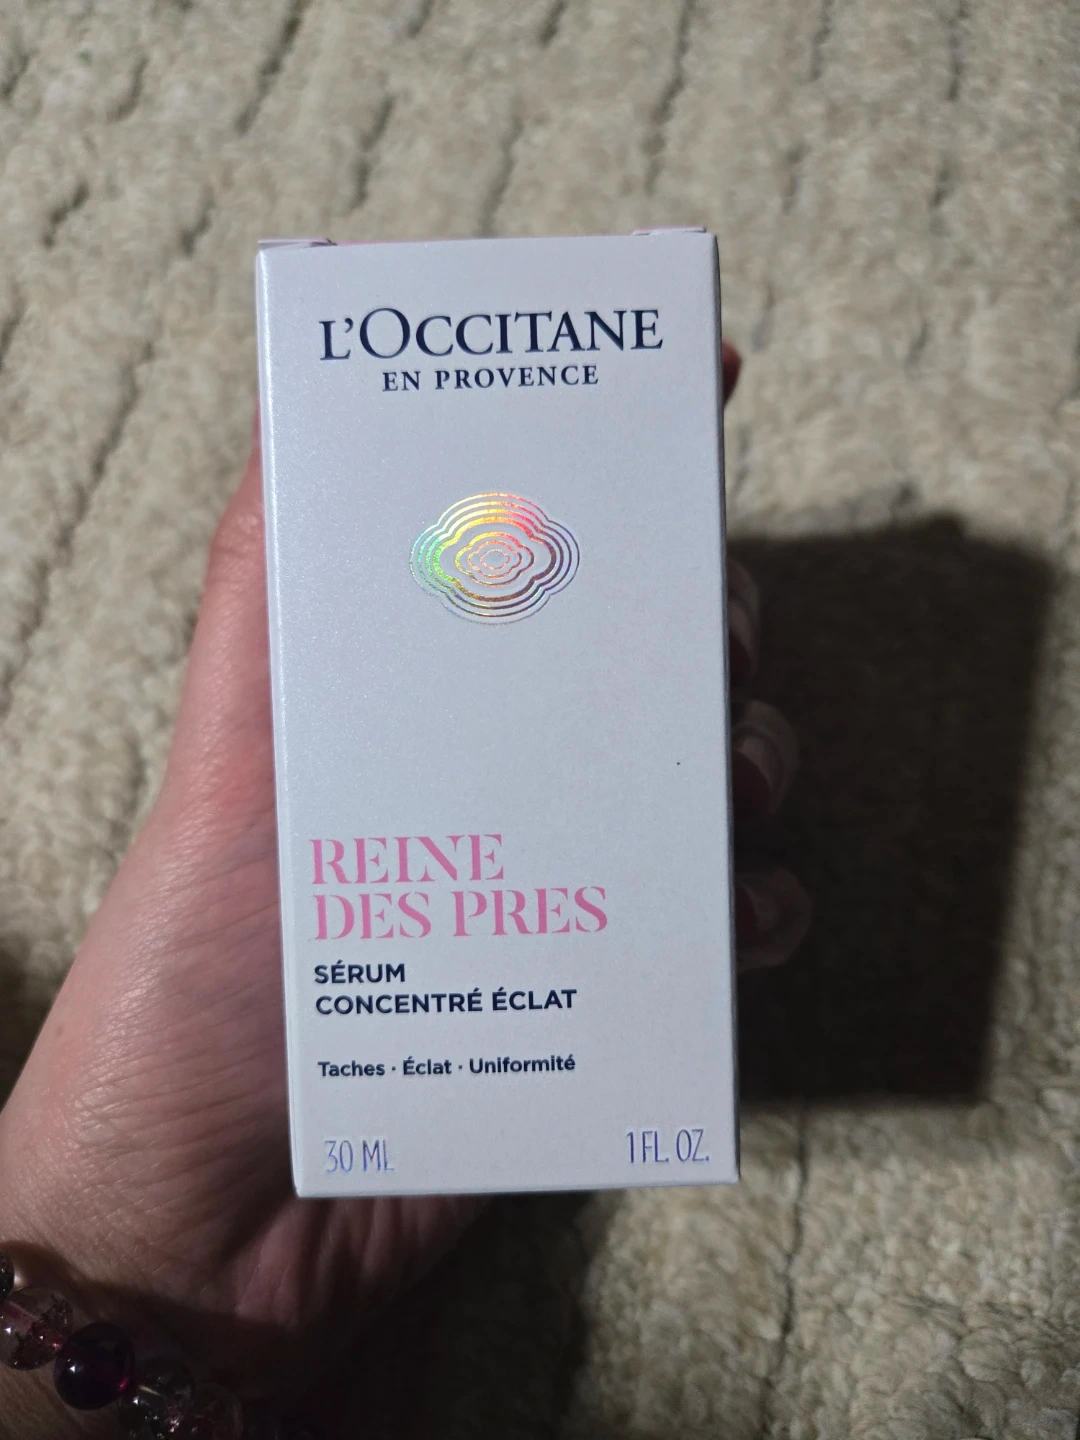 L'OCCITANE
EN PROVENCE
REINE
DES PRES
SÉRUM
CONCENTRÉ ÉCLAT
Taches · Éclat · Uniformité
30 ML
1 FL. OZ.